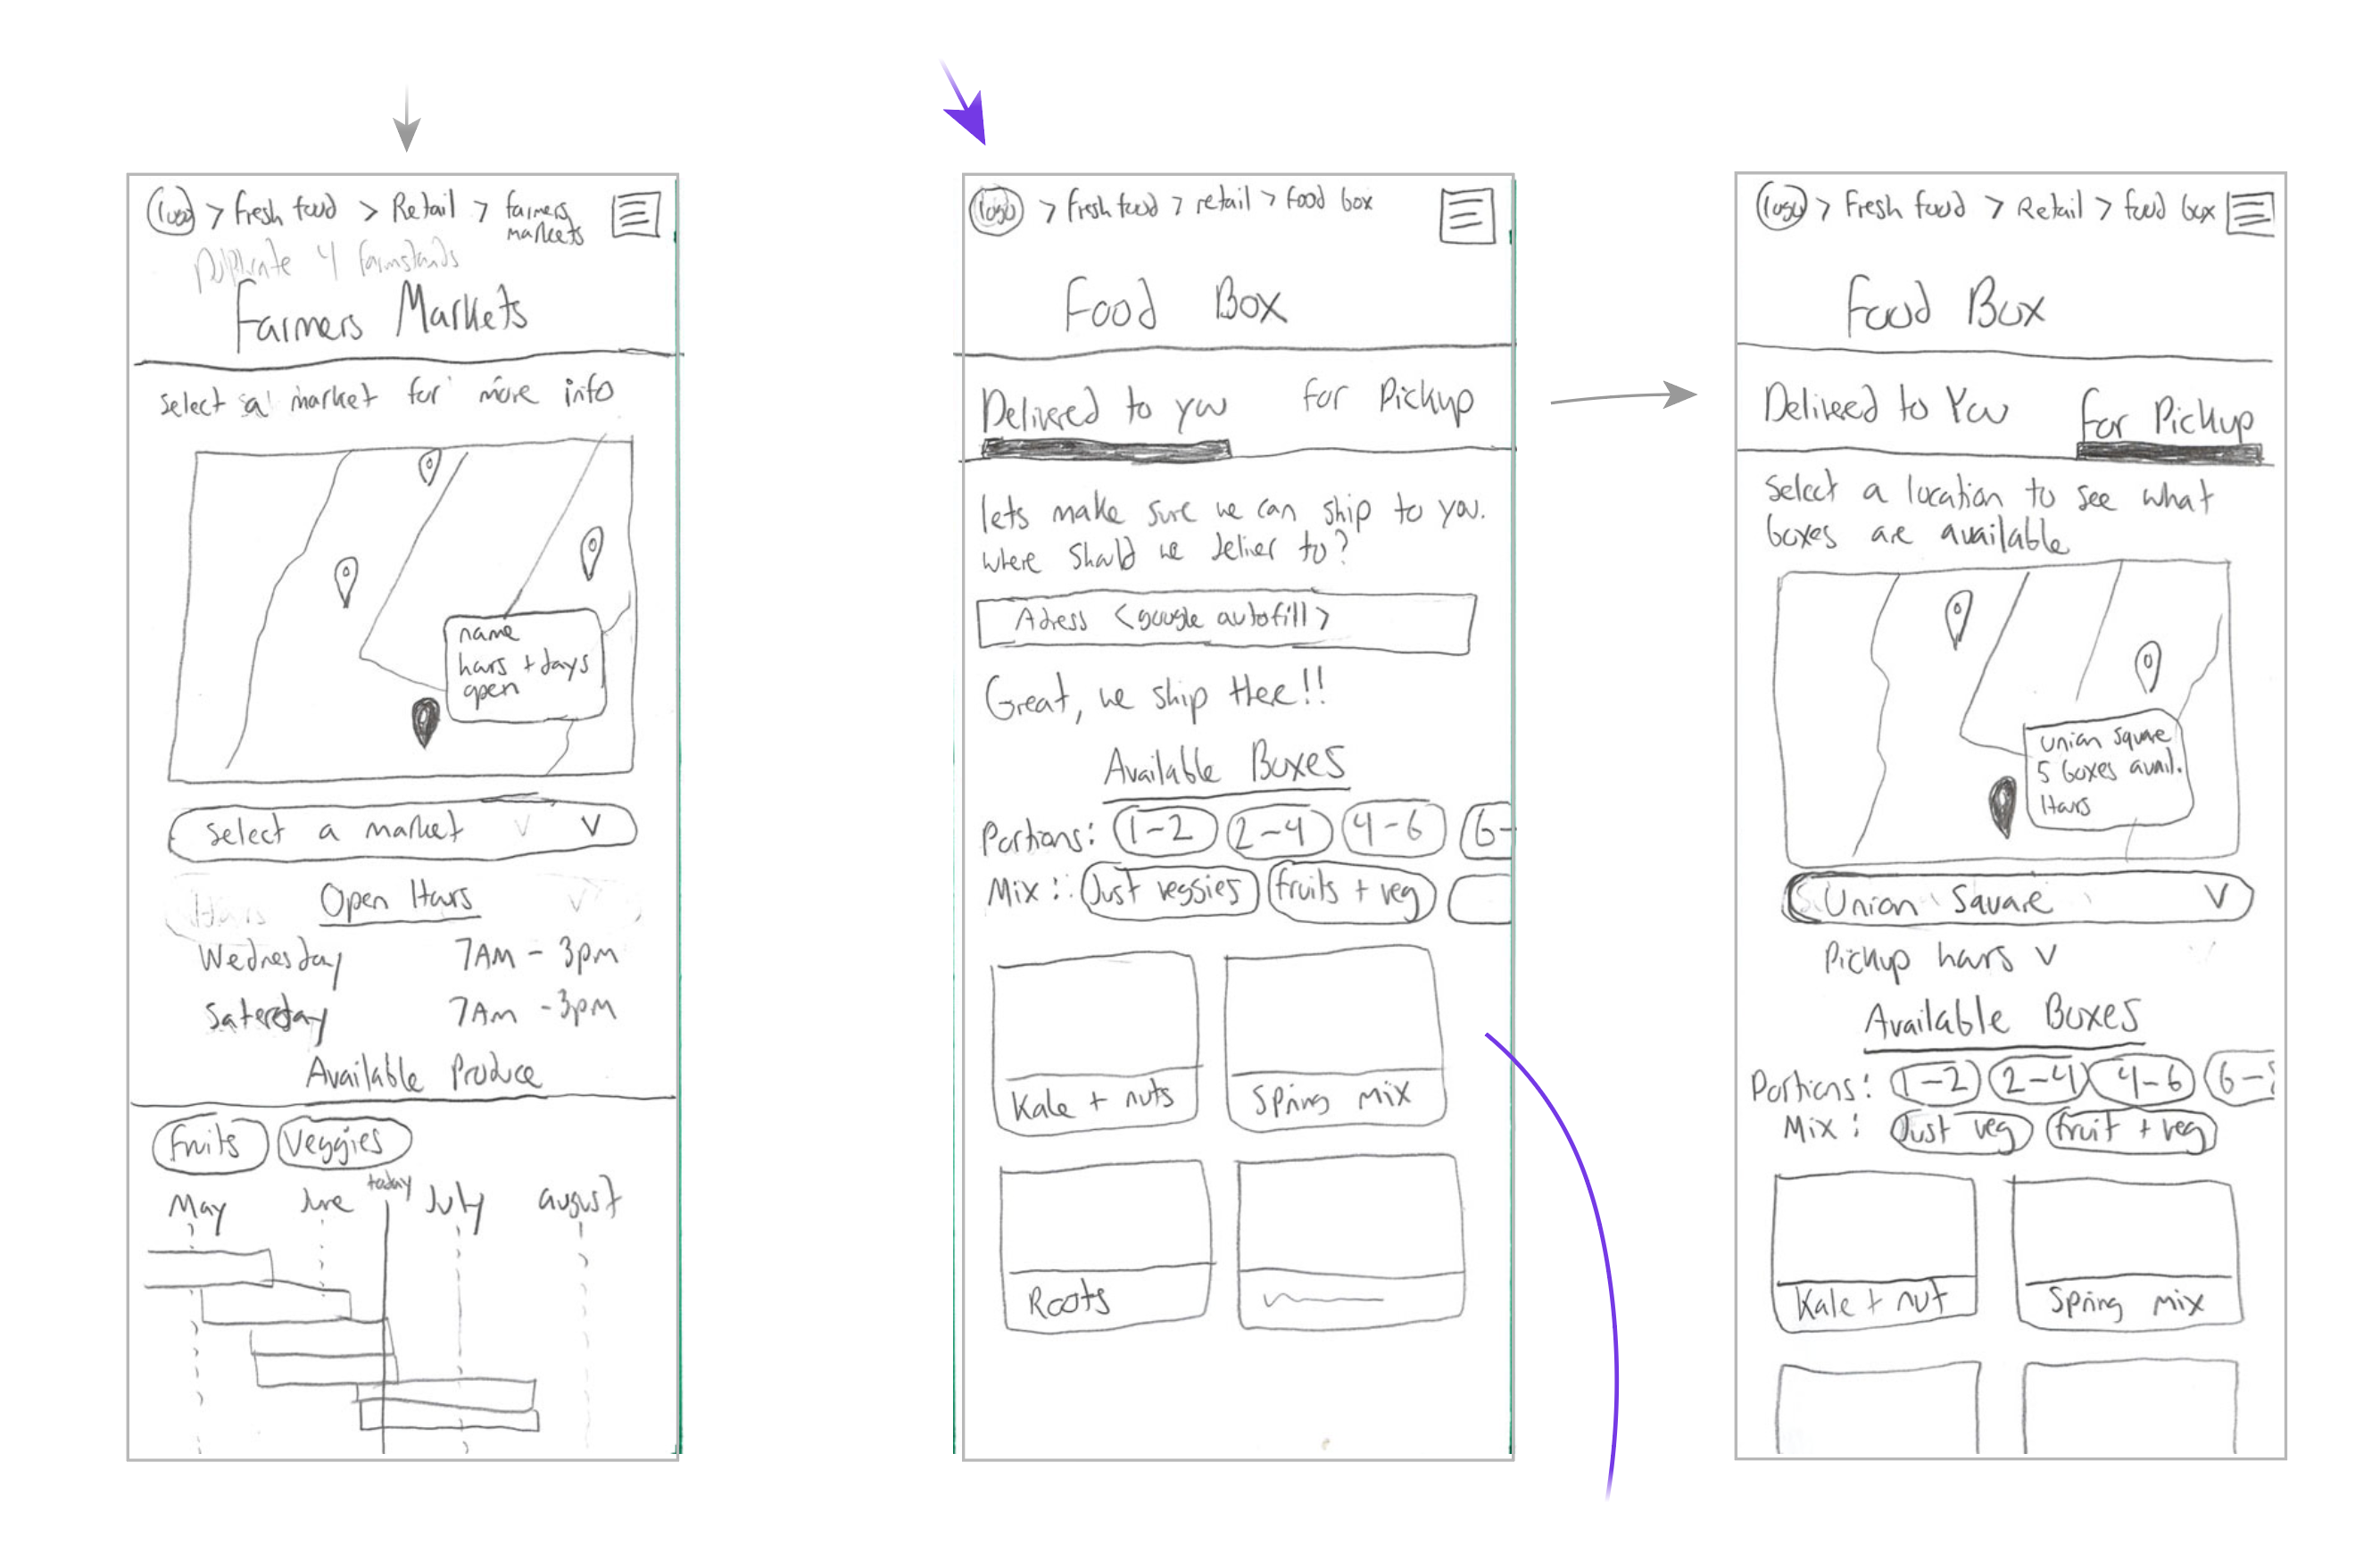 logo > Fresh food > Retail > farmers markets
Duplicate 4 farmstands
Farmers Markets
Select a market for more info
name
hours + days
open
Select a market V
Hours Open Hours V
Wednesday 7AM - 3pm
Saterday 7AM - 3pm
Available Produce
Fruits Veggies
May June today July august
logo > Fresh food > retail > Food box
Food Box
Delivered to you for Pickup
lets make sure we can ship to you.
where should we deliver to?
Adress <google autofill>
Great, we ship there!!
Available Boxes
Portions: 1-2 2-4 4-6 6-
Mix: Just veggies fruits + veg
Kale + nuts Spring mix
Roots
logo > Fresh food > Retail > food box
Food Box
Delivered to You for Pickup
Select a location to see what
boxes are available
Union Square
5 boxes avail.
Hours
Union Square V
Pickup hours V
Available Boxes
Portions: 1-2 2-4 4-6 6-
Mix: Just veg fruit + veg
Kale + nut Spring mix